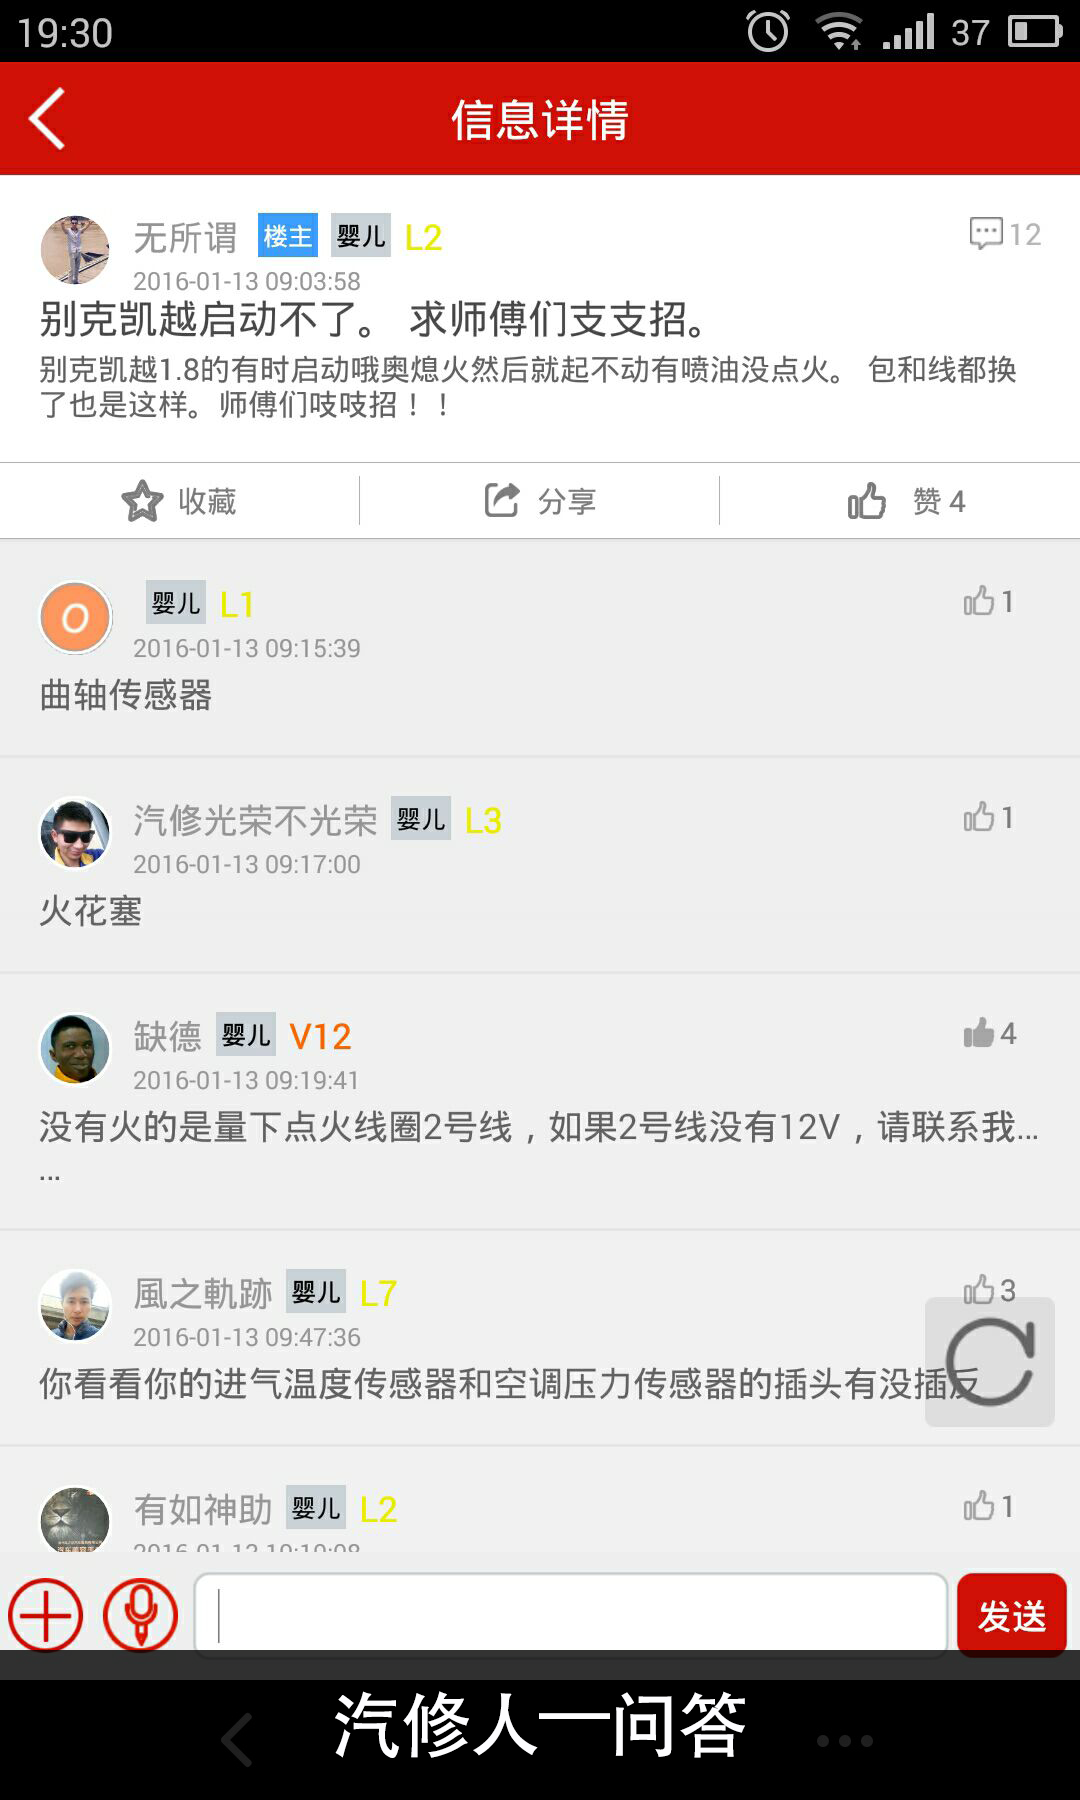 19:30
37
信息详情
无所谓 楼主 婴儿 L2
12
2016-01-13 09:03:58
别克凯越启动不了。 求师傅们支支招。
别克凯越1.8的有时启动哦奥熄火然后就起不动有喷油没点火。 包和线都换
了也是这样。师傅们吱吱招！！
收藏
分享
赞 4
O
婴儿 L1
1
2016-01-13 09:15:39
曲轴传感器
汽修光荣不光荣 婴儿 L3
1
2016-01-13 09:17:00
火花塞
缺德 婴儿 V12
4
2016-01-13 09:19:41
没有火的是量下点火线圈2号线，如果2号线没有12V，请联系我...
...
風之軌跡 婴儿 L7
3
2016-01-13 09:47:36
你看看你的进气温度传感器和空调压力传感器的插头有没插反
有如神助 婴儿 L2
1
发送
汽修人一问答